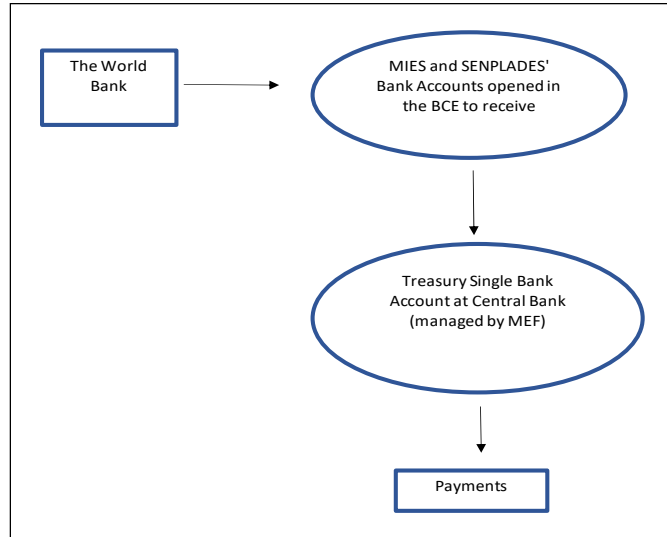 The World
Bank
MIES and SENPLADES'
Bank Accounts opened in
the BCE to receive
Treasury Single Bank
Account at Central Bank
(managed by MEF)
Payments